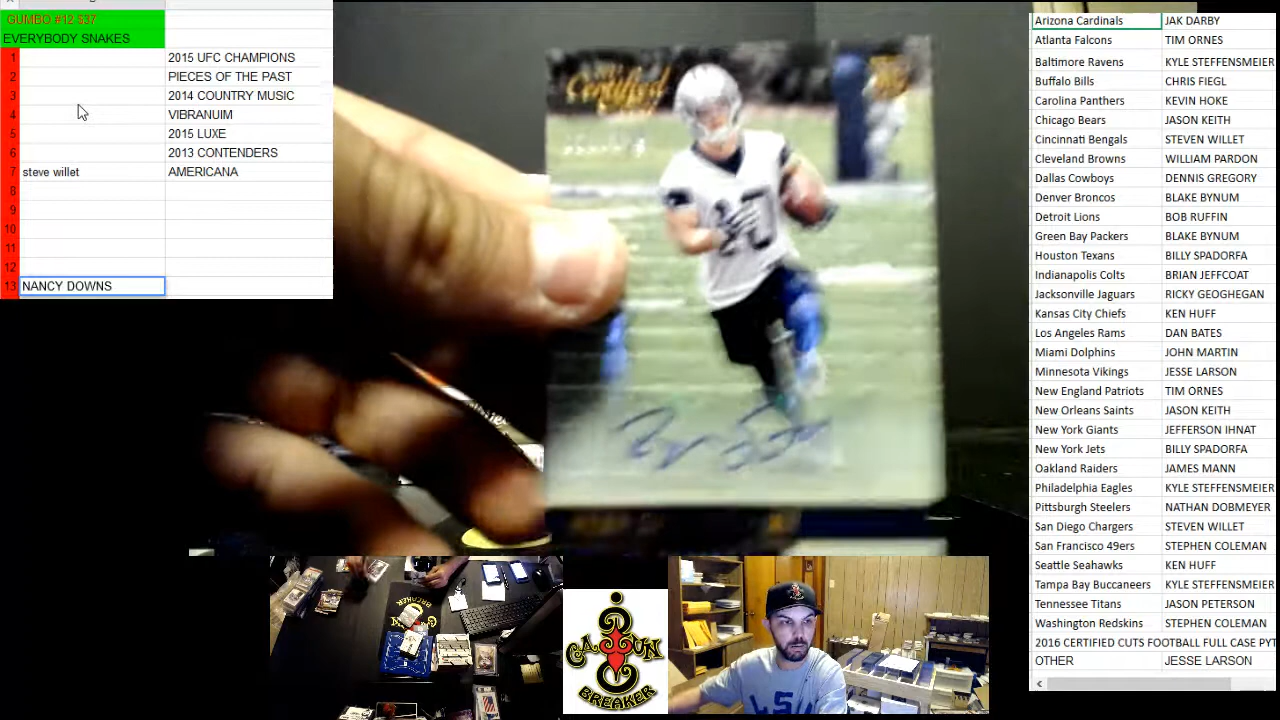 GUMBO #12 $37
EVERYBODY SNAKES
1 2015 UFC CHAMPIONS
2 PIECES OF THE PAST
3 2014 COUNTRY MUSIC
4 VIBRANUIM
5 2015 LUXE
6 2013 CONTENDERS
7 steve willet AMERICANA
8
9
10
11
12
13 NANCY DOWNS
Certified
Arizona Cardinals JAK DARBY
Atlanta Falcons TIM ORNES
Baltimore Ravens KYLE STEFFENSMEIER
Buffalo Bills CHRIS FIEGL
Carolina Panthers KEVIN HOKE
Chicago Bears JASON KEITH
Cincinnati Bengals STEVEN WILLET
Cleveland Browns WILLIAM PARDON
Dallas Cowboys DENNIS GREGORY
Denver Broncos BLAKE BYNUM
Detroit Lions BOB RUFFIN
Green Bay Packers BLAKE BYNUM
Houston Texans BILLY SPADORFA
Indianapolis Colts BRIAN JEFFCOAT
Jacksonville Jaguars RICKY GEOGHEGAN
Kansas City Chiefs KEN HUFF
Los Angeles Rams DAN BATES
Miami Dolphins JOHN MARTIN
Minnesota Vikings JESSE LARSON
New England Patriots TIM ORNES
New Orleans Saints JASON KEITH
New York Giants JEFFERSON IHNAT
New York Jets BILLY SPADORFA
Oakland Raiders JAMES MANN
Philadelphia Eagles KYLE STEFFENSMEIER
Pittsburgh Steelers NATHAN DOBMEYER
San Diego Chargers STEVEN WILLET
San Francisco 49ers STEPHEN COLEMAN
Seattle Seahawks KEN HUFF
Tampa Bay Buccaneers KYLE STEFFENSMEIER
Tennessee Titans JASON PETERSON
Washington Redskins STEPHEN COLEMAN
2016 CERTIFIED CUTS FOOTBALL FULL CASE PYT
OTHER JESSE LARSON
CAJUN
BREAKER
LS